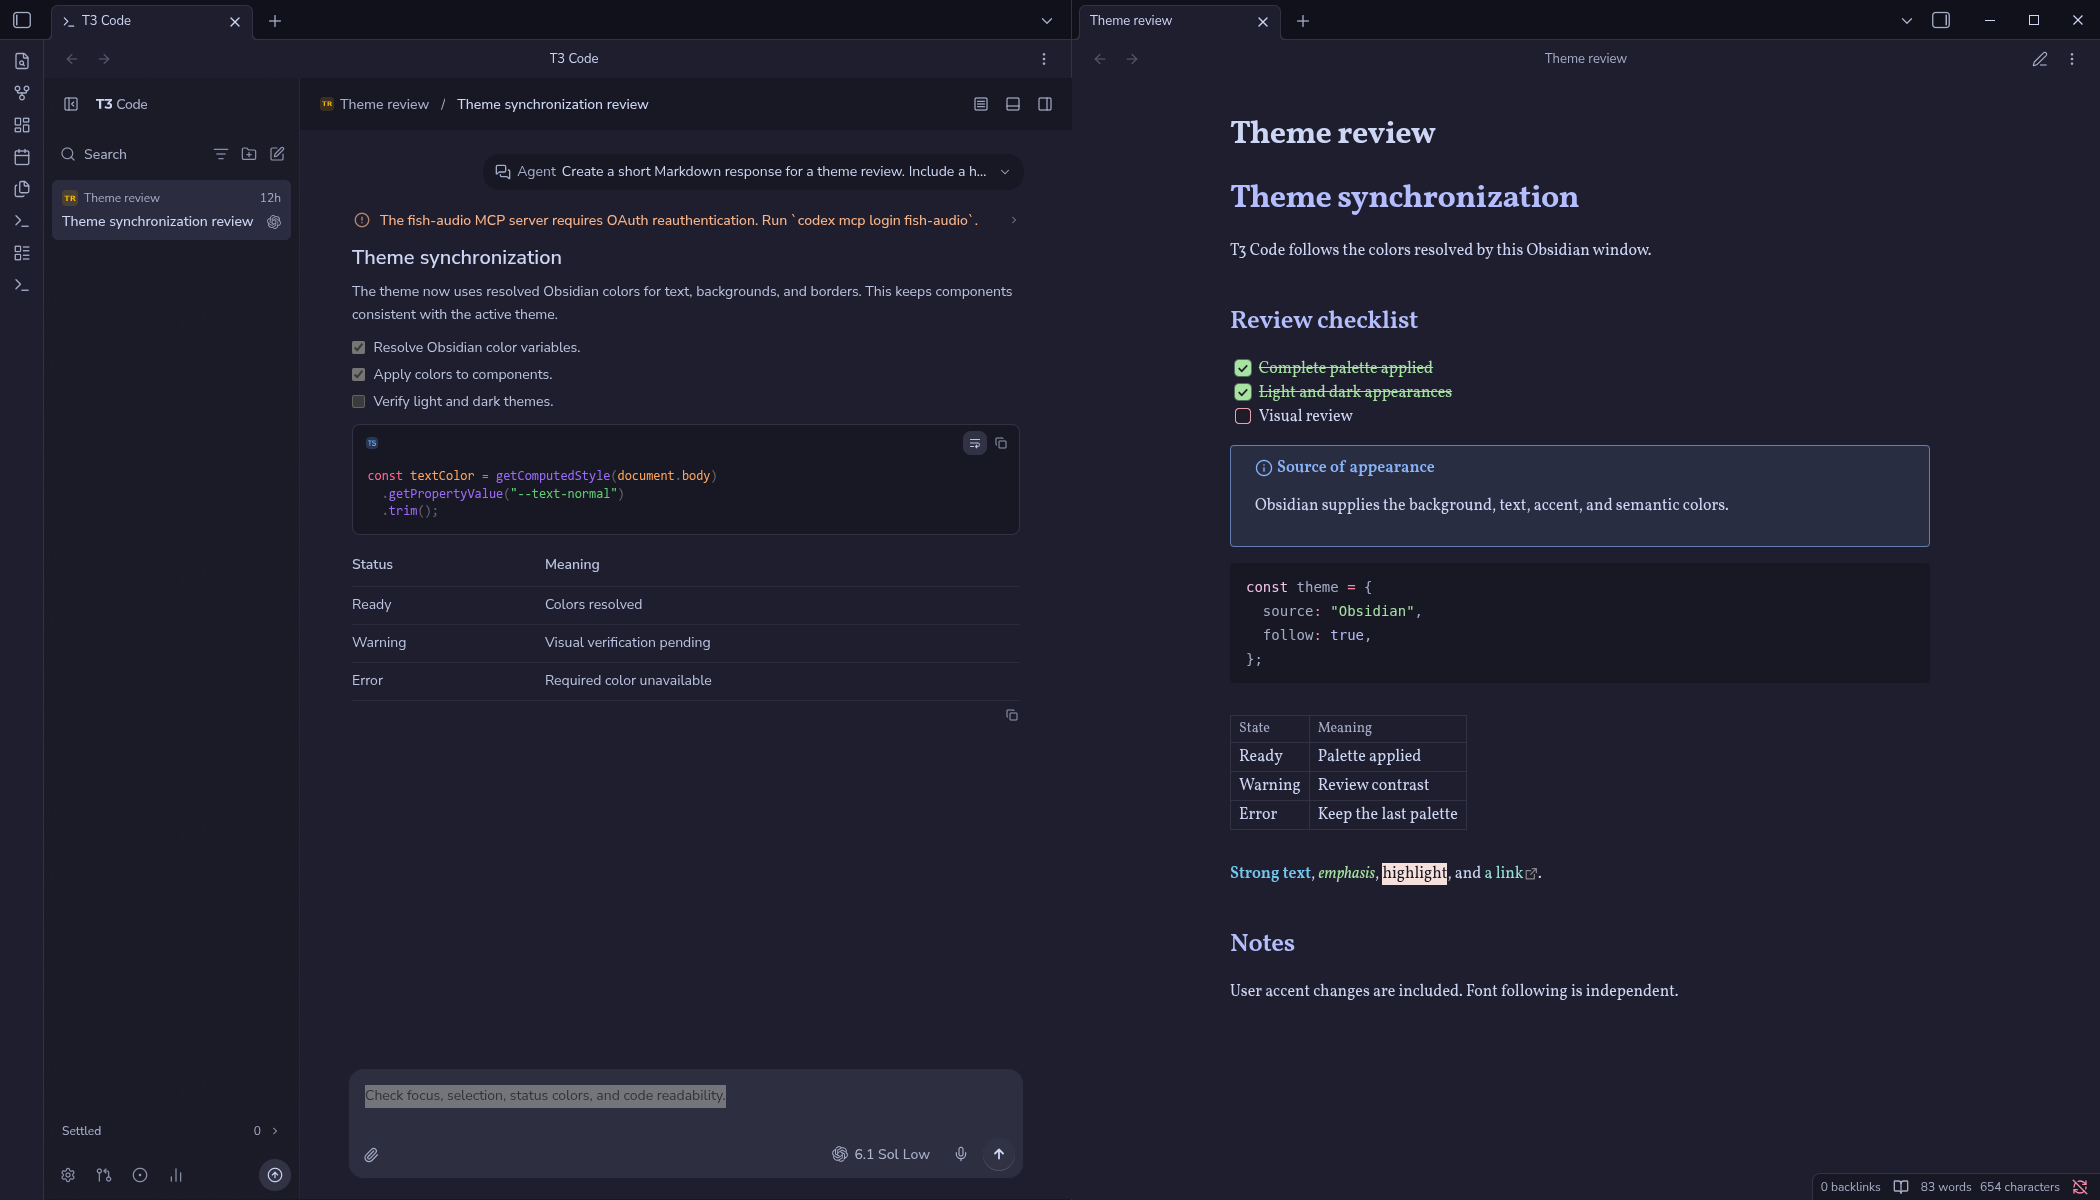 T3 Code
T3 Code
T3 Code
Search
TR Theme review 12h
Theme synchronization review
Settled 0
TR Theme review / Theme synchronization review
Agent Create a short Markdown response for a theme review. Include a h...
The fish-audio MCP server requires OAuth reauthentication. Run `codex mcp login fish-audio`.
Theme synchronization
The theme now uses resolved Obsidian colors for text, backgrounds, and borders. This keeps components
consistent with the active theme.
Resolve Obsidian color variables.
Apply colors to components.
Verify light and dark themes.
TS
const textColor = getComputedStyle(document.body)
.getPropertyValue("--text-normal")
.trim();
Status Meaning
Ready Colors resolved
Warning Visual verification pending
Error Required color unavailable
Check focus, selection, status colors, and code readability.
6.1 Sol Low
Theme review
Theme review
Theme review
Theme synchronization
T3 Code follows the colors resolved by this Obsidian window.
Review checklist
Complete palette applied
Light and dark appearances
Visual review
Source of appearance
Obsidian supplies the background, text, accent, and semantic colors.
const theme = {
source: "Obsidian",
follow: true,
};
State Meaning
Ready Palette applied
Warning Review contrast
Error Keep the last palette
Strong text, emphasis, highlight, and a link.
Notes
User accent changes are included. Font following is independent.
0 backlinks 83 words 654 characters